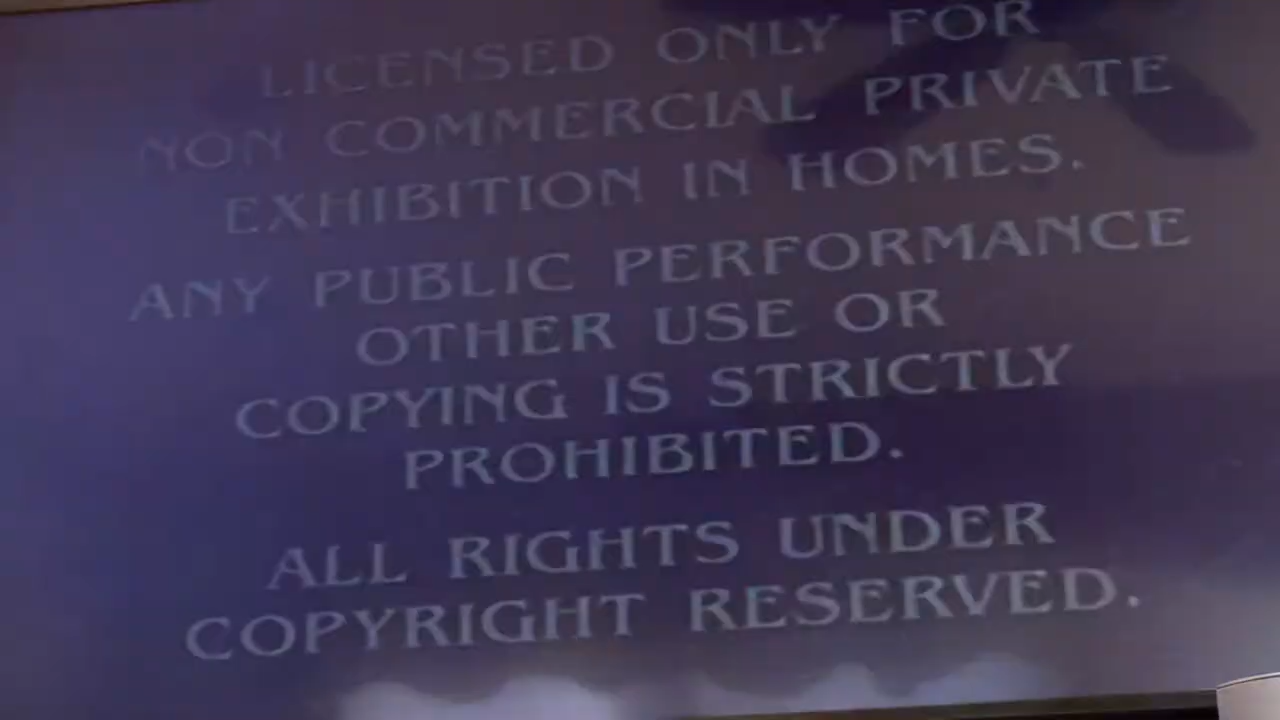 LICENSED ONLY FOR
NON COMMERCIAL PRIVATE
EXHIBITION IN HOMES.
ANY PUBLIC PERFORMANCE
OTHER USE OR
COPYING IS STRICTLY
PROHIBITED.
ALL RIGHTS UNDER
COPYRIGHT RESERVED.